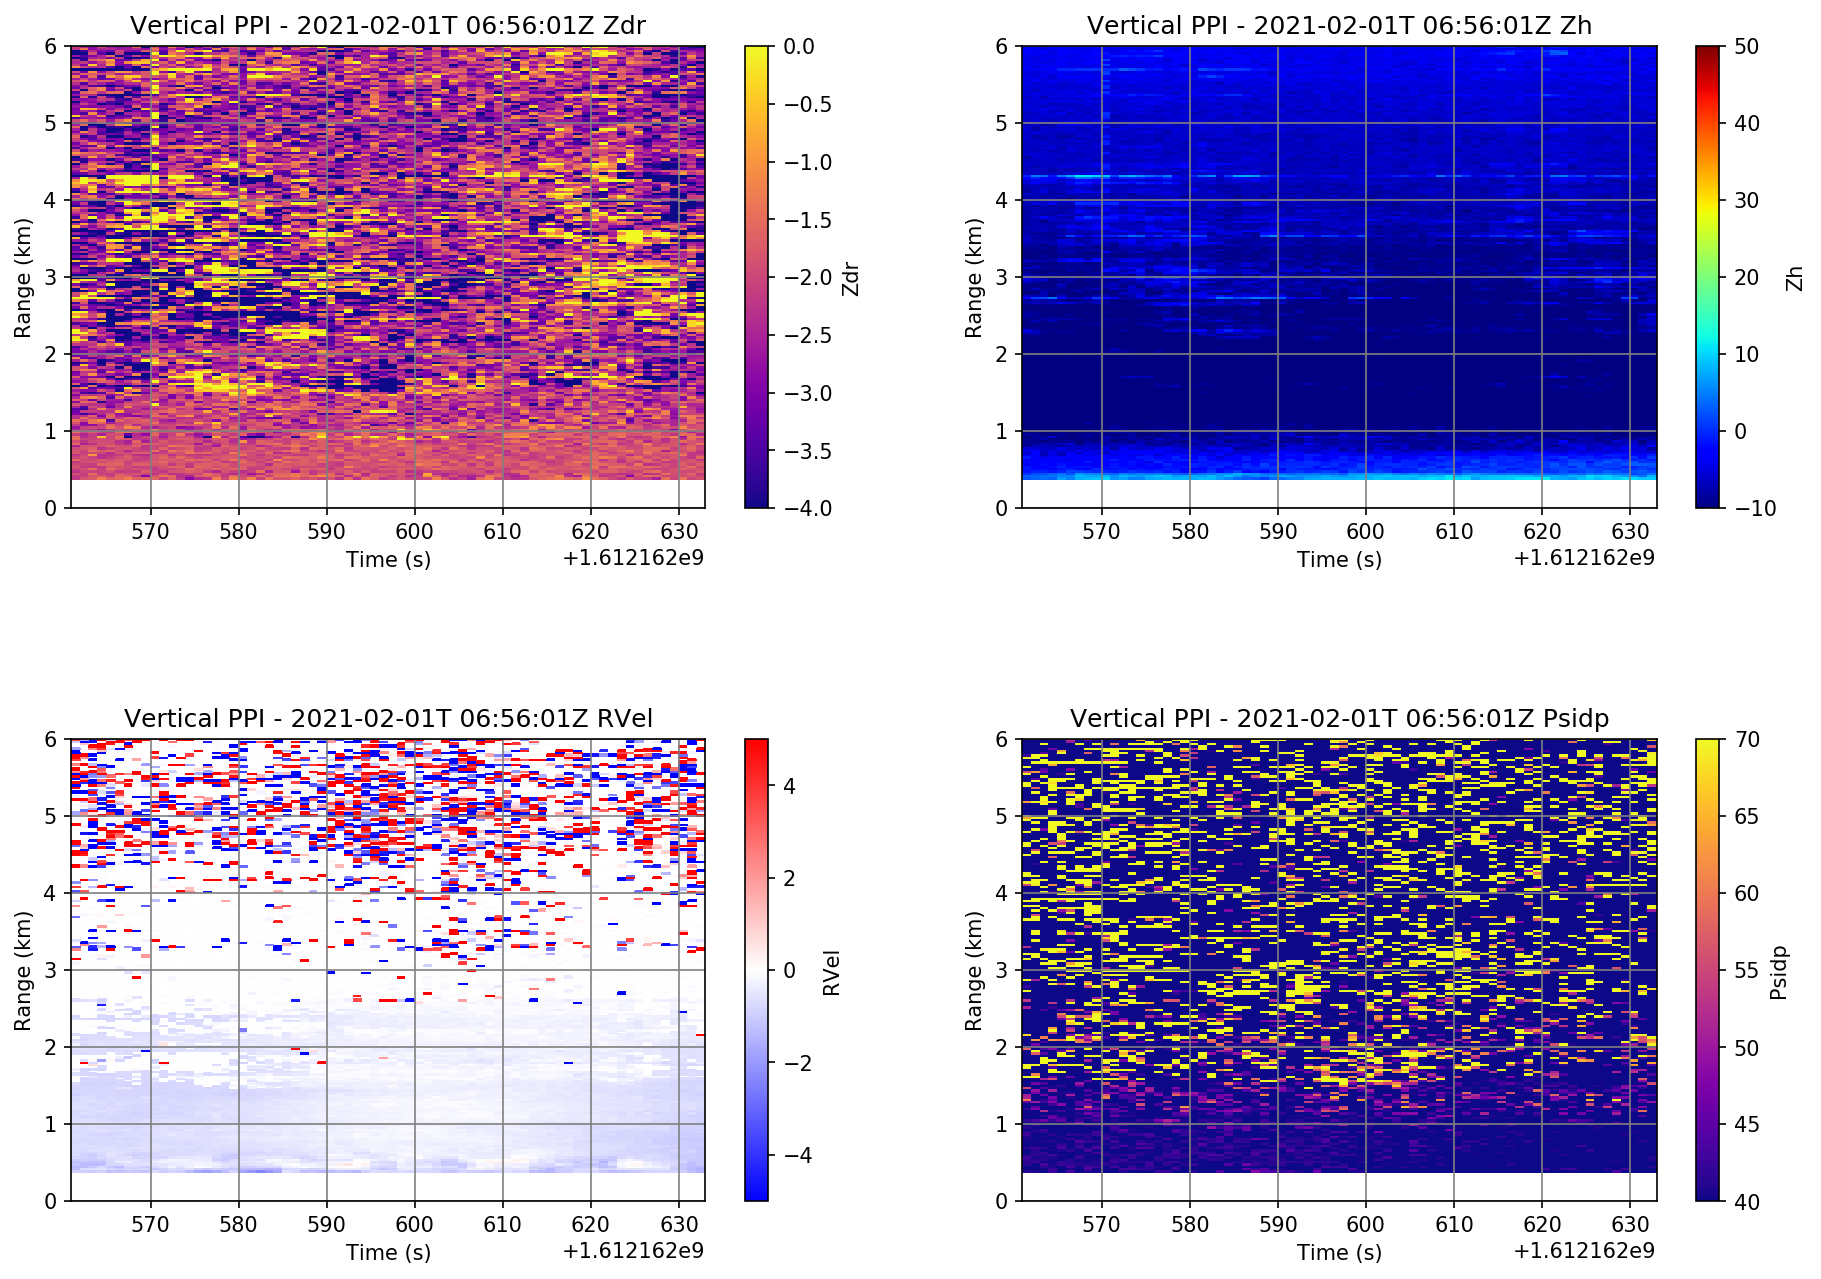 Vertical PPI - 2021-02-01T 06:56:01Z Zdr
6
5
4
3
2
1
0
Range (km)
570 580 590 600 610 620 630
Time (s)
+1.612162e9
0.0
−0.5
−1.0
−1.5
−2.0
−2.5
−3.0
−3.5
−4.0
Zdr
Vertical PPI - 2021-02-01T 06:56:01Z Zh
6
5
4
3
2
1
0
Range (km)
570 580 590 600 610 620 630
Time (s)
+1.612162e9
50
40
30
20
10
0
−10
Zh
Vertical PPI - 2021-02-01T 06:56:01Z RVel
6
5
4
3
2
1
0
Range (km)
570 580 590 600 610 620 630
Time (s)
+1.612162e9
4
2
0
−2
−4
RVel
Vertical PPI - 2021-02-01T 06:56:01Z Psidp
6
5
4
3
2
1
0
Range (km)
570 580 590 600 610 620 630
Time (s)
+1.612162e9
70
65
60
55
50
45
40
Psidp